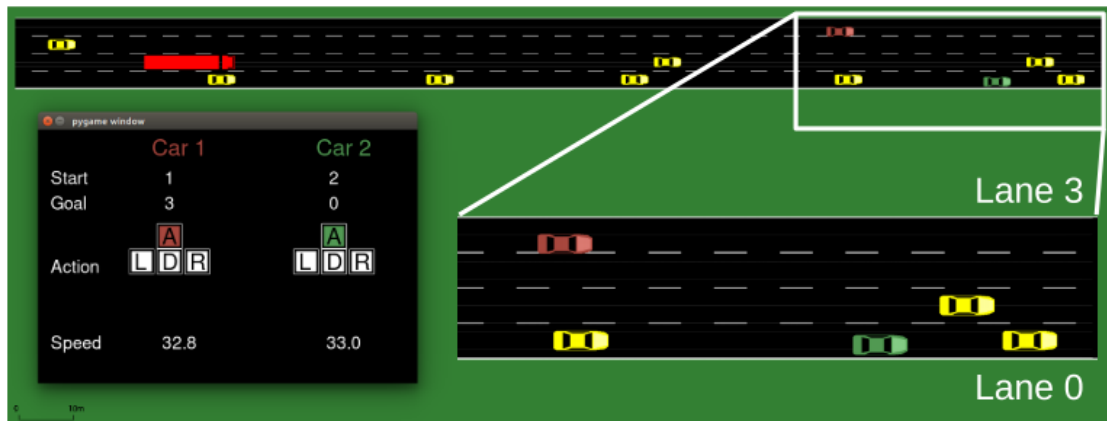 pygame window
Car 1 Car 2
Start 1 2
Goal 3 0
A A
Action L D R L D R
Speed 32.8 33.0
Lane 3
Lane 0
0 10m